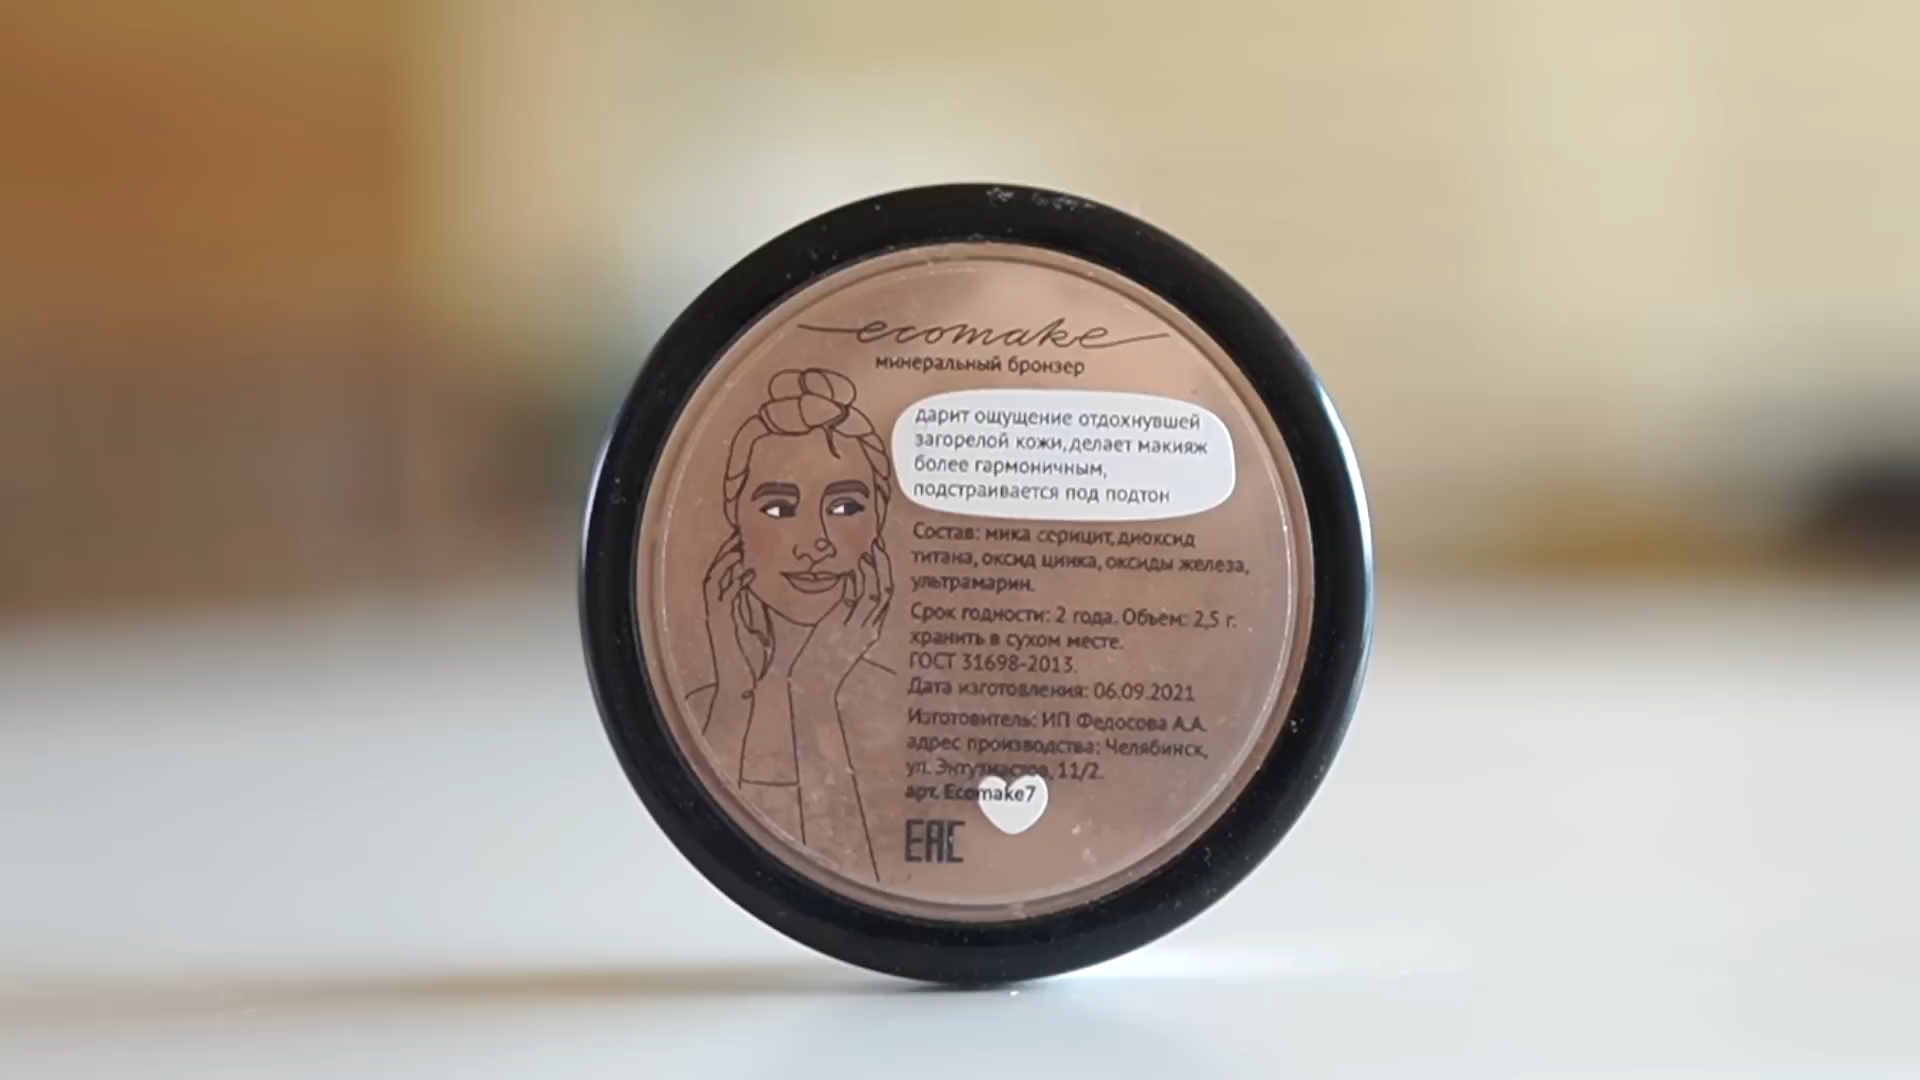 ecomake
минеральный бронзер
дарит ощущение отдохнувшей
загорелой кожи, делает макияж
более гармоничным,
подстраивается под подтон
Состав: мика серицит, диоксид
титана, оксид цинка, оксиды железа,
ультрамарин.
Срок годности: 2 года. Объем: 2,5 г.
хранить в сухом месте.
ГОСТ 31698-2013.
Дата изготовления: 06.09.2021
Изготовитель: ИП Федосова А.А.
адрес производства: Челябинск,
ул. Энтузиастов, 11/2.
арт. Ecomake7
EAC